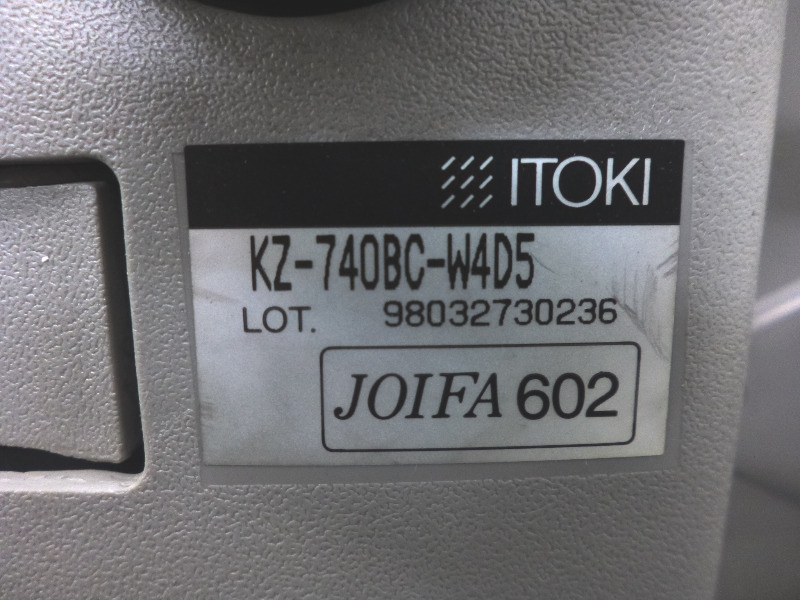 ITOKI
KZ-740BC-W4D5
LOT. 98032730236
JOIFA 602